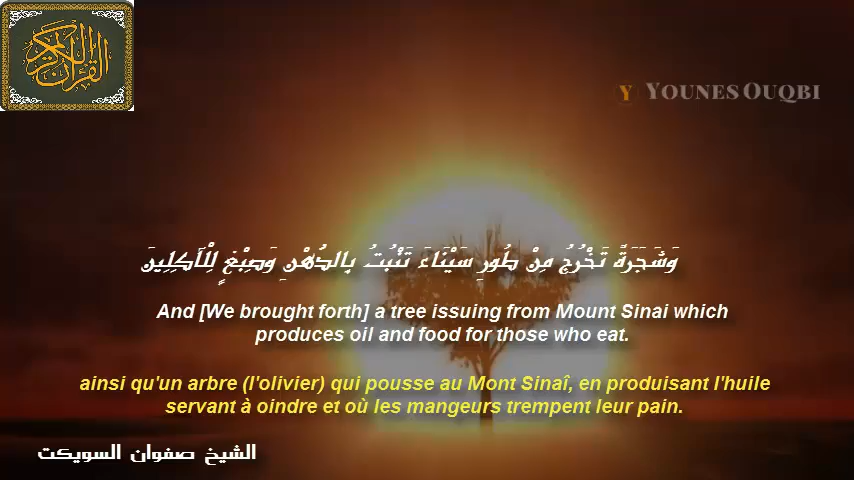 القرآن الكريم
Y YOUNES OUQBI
وَشَجَرَةً تَخْرُجُ مِنْ طُورِ سَيْنَاءَ تَنْبُتُ بِالدُهْنِ وَصِبْغٍ لِلْآَكِلِينَ
And [We brought forth] a tree issuing from Mount Sinai which
produces oil and food for those who eat.
ainsi qu'un arbre (l'olivier) qui pousse au Mont Sinaî, en produisant l'huile
servant à oindre et où les mangeurs trempent leur pain.
الشيخ صفوان السويكت